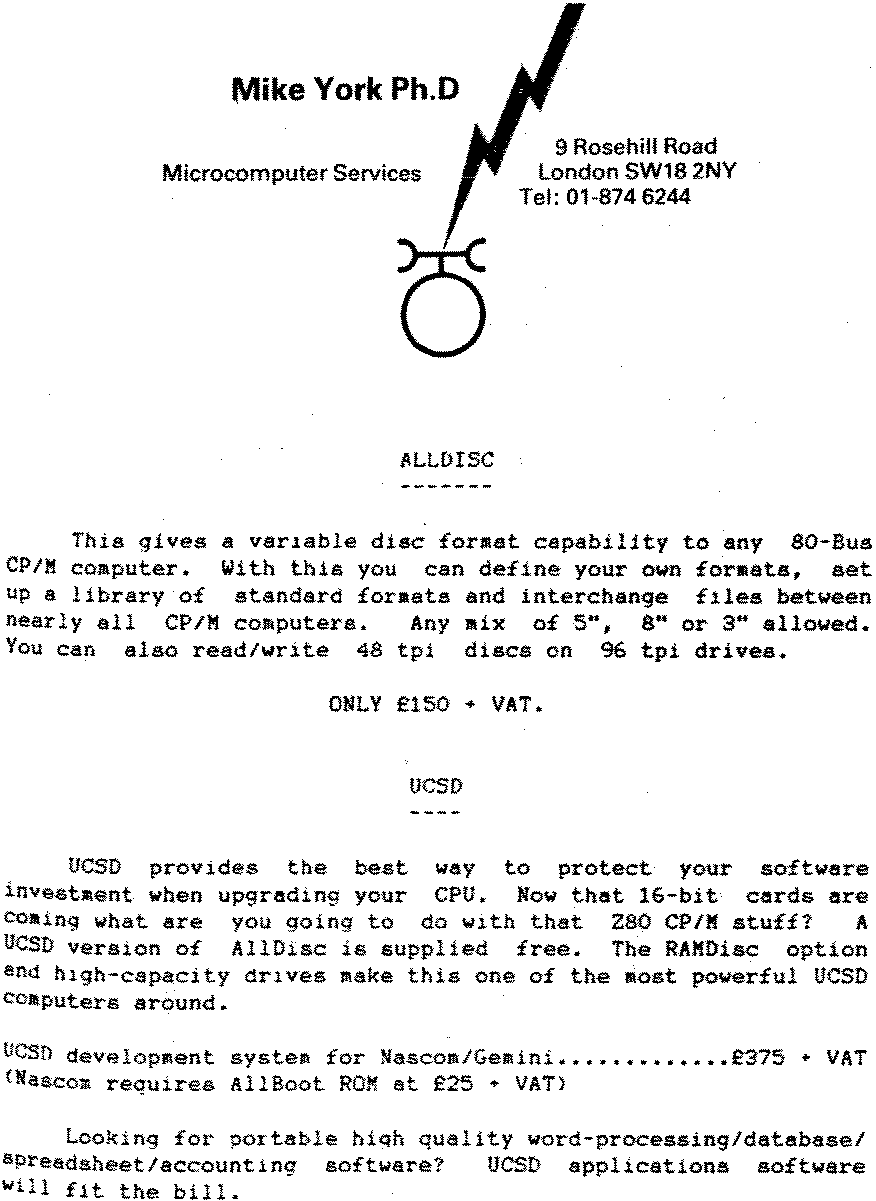 Mike York Ph.D
Microcomputer Services
9 Rosehill Road
London SW18 2NY
Tel: 01-874 6244
ALLDISC
-------
This gives a variable disc format capability to any 80-Bus
CP/M computer. With this you can define your own formats, set
up a library of standard formats and interchange files between
nearly all CP/M computers. Any mix of 5", 8" or 3" allowed.
You can also read/write 48 tpi discs on 96 tpi drives.
ONLY £150 + VAT.
UCSD
----
UCSD provides the best way to protect your software
investment when upgrading your CPU. Now that 16-bit cards are
coming what are you going to do with that Z80 CP/M stuff? A
UCSD version of AllDisc is supplied free. The RAMDisc option
and high-capacity drives make this one of the most powerful UCSD
computers around.
UCSD development system for Nascom/Gemini.............£375 + VAT
(Nascom requires AllBoot ROM at £25 + VAT)
Looking for portable high quality word-processing/database/
spreadsheet/accounting software? UCSD applications software
will fit the bill.